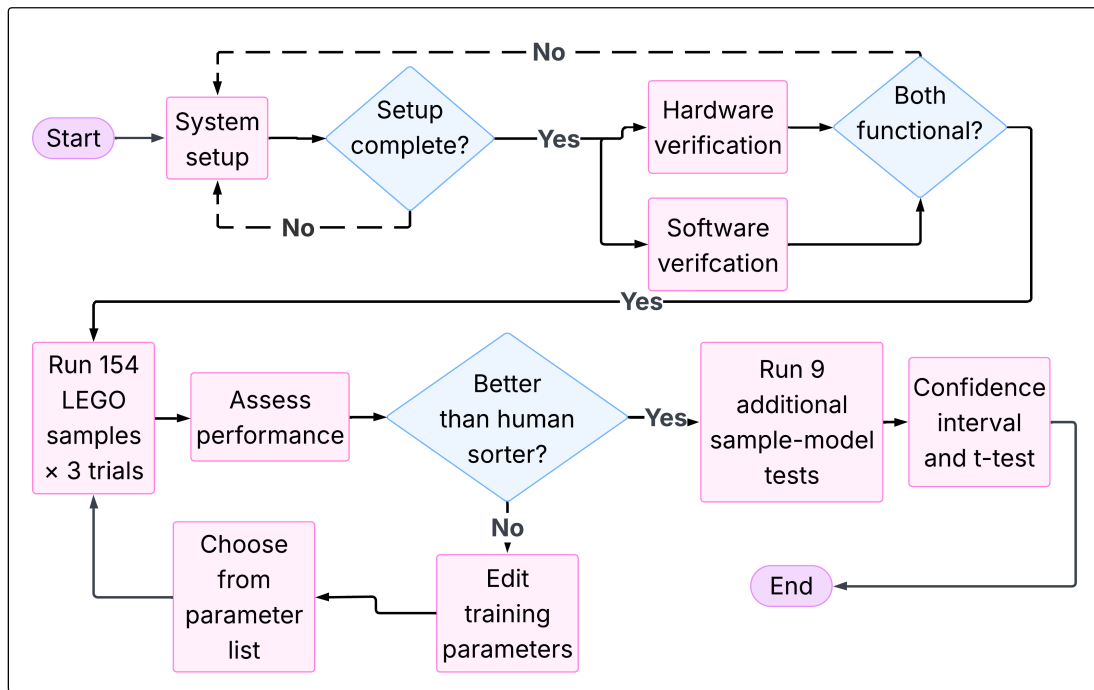 No
Start
System
setup
Setup
complete?
Yes
Hardware
verification
Both
functional?
No
Software
verifcation
Yes
Run 154
LEGO
samples
× 3 trials
Assess
performance
Better
than human
sorter?
Yes
Run 9
additional
sample-model
tests
Confidence
interval
and t-test
No
Choose
from
parameter
list
Edit
training
parameters
End